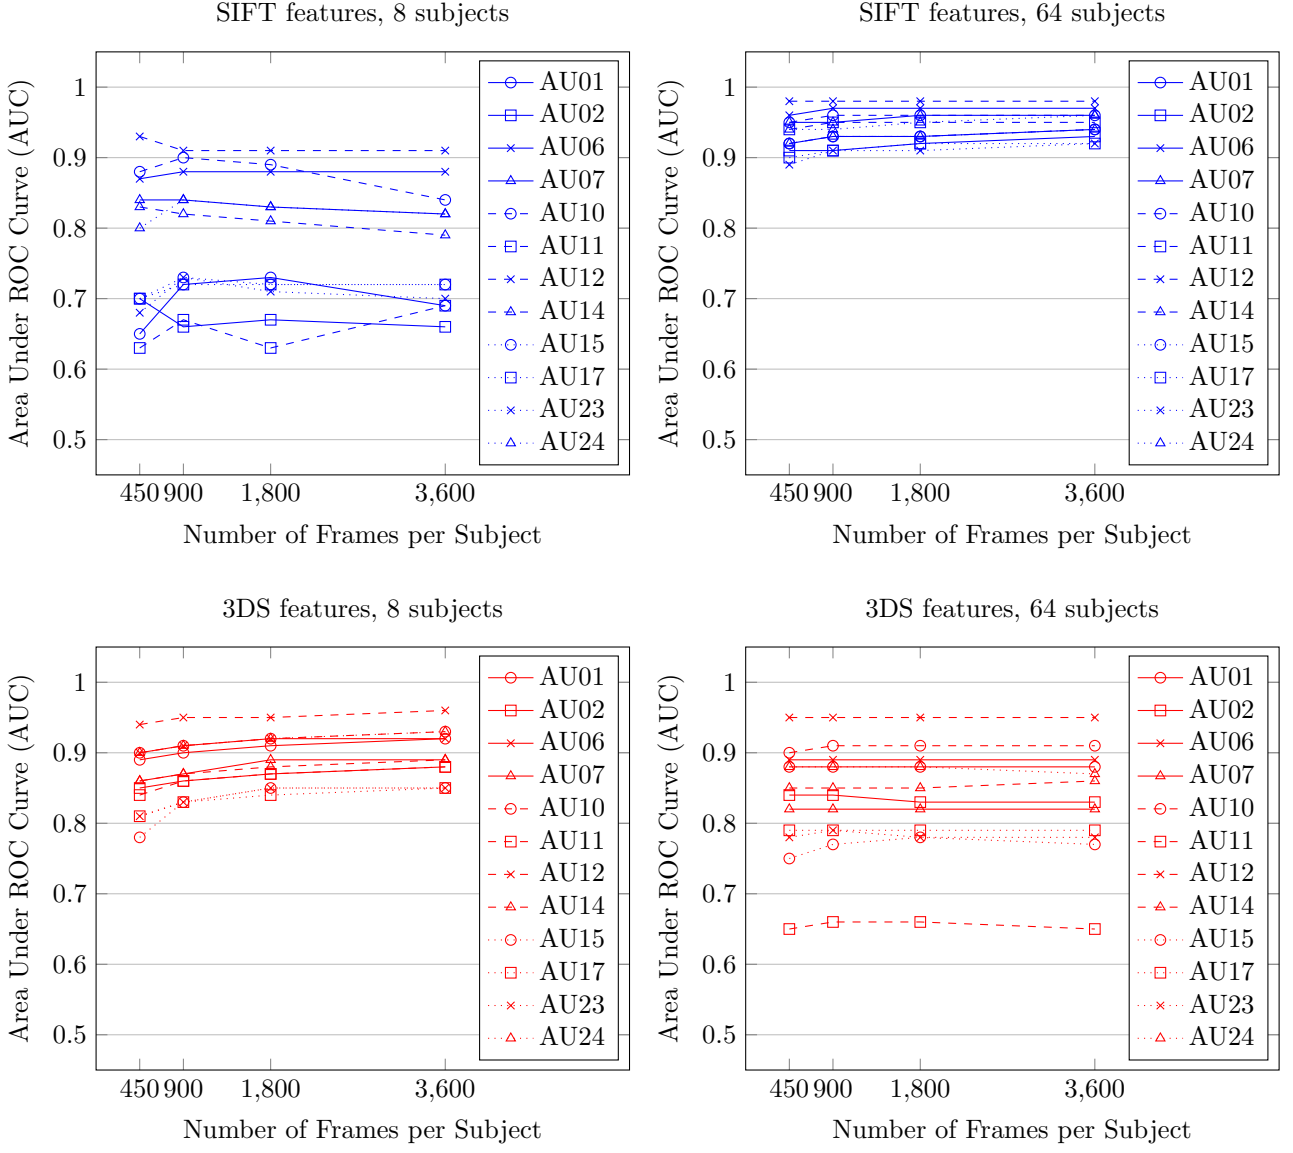 SIFT features, 8 subjects
Area Under ROC Curve (AUC)
1
0.9
0.8
0.7
0.6
0.5
450 900 1,800 3,600
Number of Frames per Subject
AU01
AU02
AU06
AU07
AU10
AU11
AU12
AU14
AU15
AU17
AU23
AU24
SIFT features, 64 subjects
Area Under ROC Curve (AUC)
1
0.9
0.8
0.7
0.6
0.5
450 900 1,800 3,600
Number of Frames per Subject
AU01
AU02
AU06
AU07
AU10
AU11
AU12
AU14
AU15
AU17
AU23
AU24
3DS features, 8 subjects
Area Under ROC Curve (AUC)
1
0.9
0.8
0.7
0.6
0.5
450 900 1,800 3,600
Number of Frames per Subject
AU01
AU02
AU06
AU07
AU10
AU11
AU12
AU14
AU15
AU17
AU23
AU24
3DS features, 64 subjects
Area Under ROC Curve (AUC)
1
0.9
0.8
0.7
0.6
0.5
450 900 1,800 3,600
Number of Frames per Subject
AU01
AU02
AU06
AU07
AU10
AU11
AU12
AU14
AU15
AU17
AU23
AU24